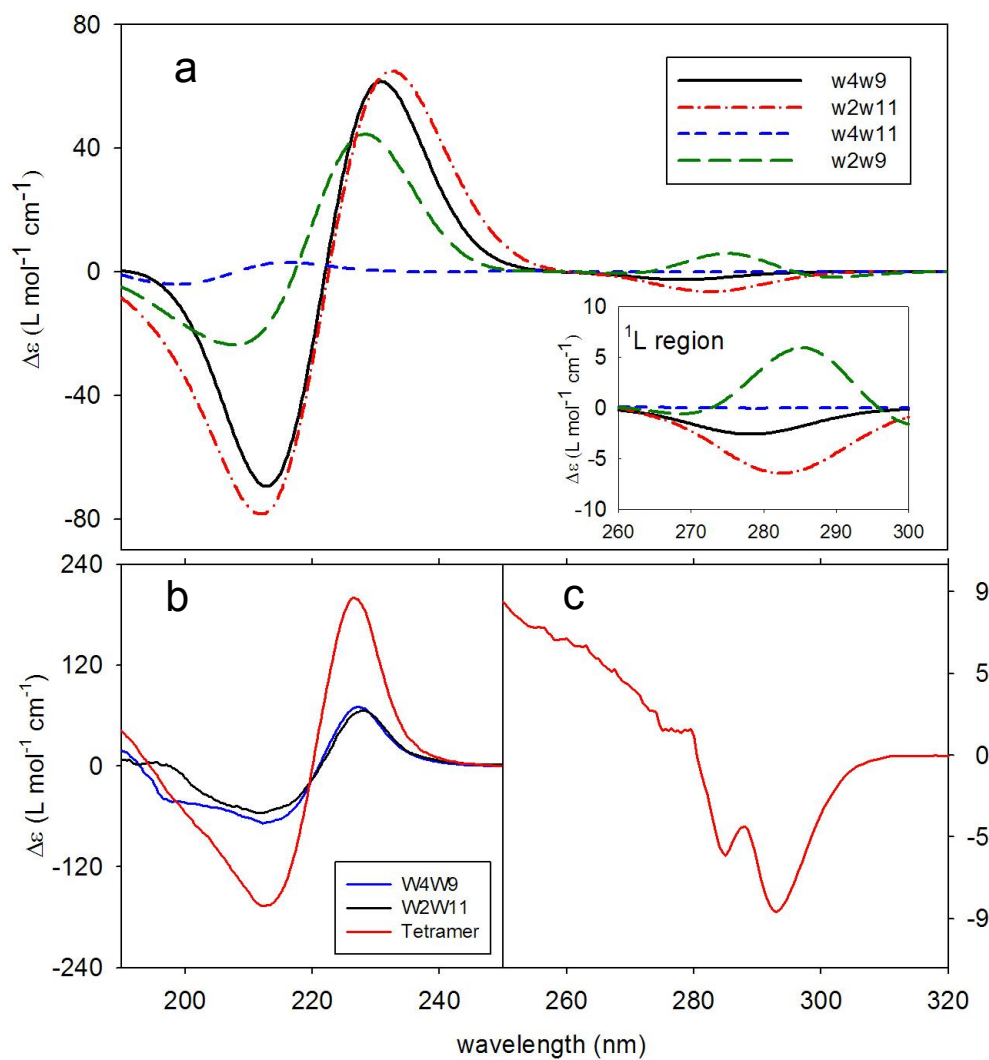 80
40
0
-40
-80
Δε (L mol⁻¹ cm⁻¹)
a
w4w9
w2w11
w4w11
w2w9
¹L region
10
5
0
-5
-10
Δε (L mol⁻¹ cm⁻¹)
260 270 280 290 300
240
120
0
-120
-240
Δε (L mol⁻¹ cm⁻¹)
b
W4W9
W2W11
Tetramer
c
9
5
0
-5
-9
200 220 240 260 280 300 320
wavelength (nm)